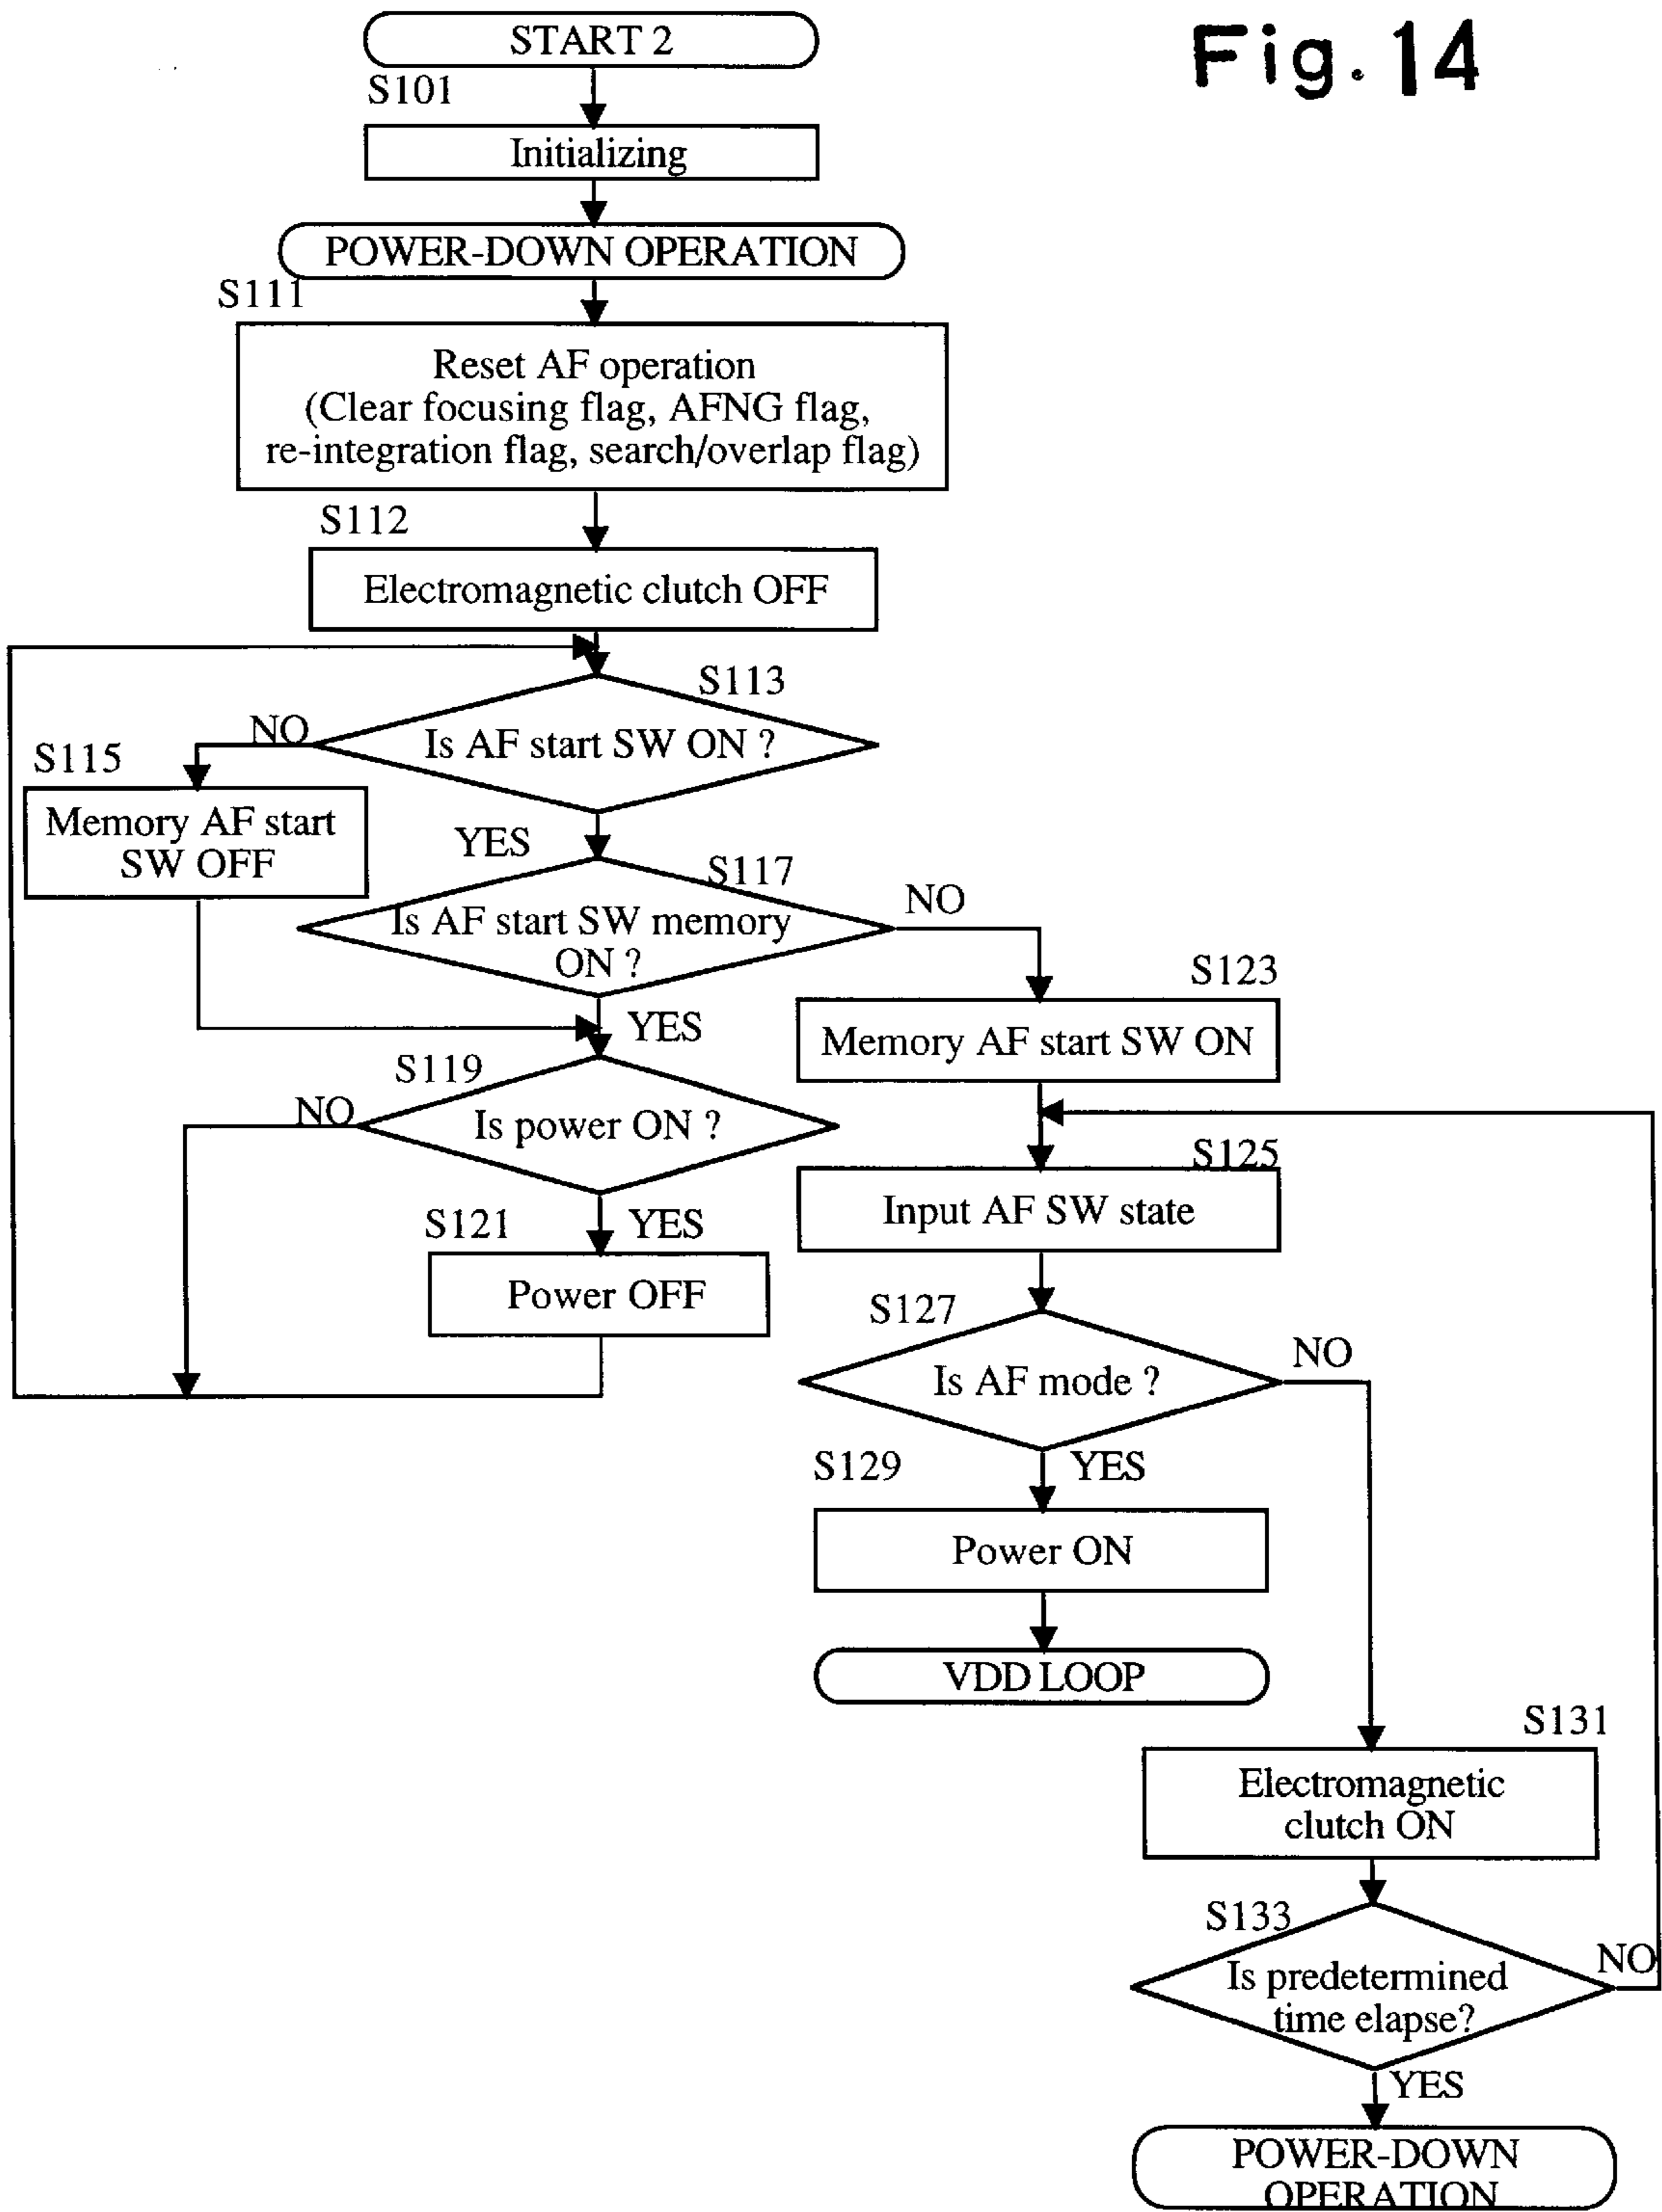 Fig. 14
START 2
S101
Initializing
POWER-DOWN OPERATION
S111
Reset AF operation
(Clear focusing flag, AFNG flag,
re-integration flag, search/overlap flag)
S112
Electromagnetic clutch OFF
S113
Is AF start SW ON ?
NO
S115
Memory AF start
SW OFF
YES
S117
Is AF start SW memory
ON ?
NO
YES
S123
Memory AF start SW ON
S119
Is power ON ?
NO
S125
Input AF SW state
S121
YES
Power OFF
S127
Is AF mode ?
NO
S129
YES
Power ON
VDD LOOP
S131
Electromagnetic
clutch ON
S133
Is predetermined
time elapse?
NO
YES
POWER-DOWN
OPERATION